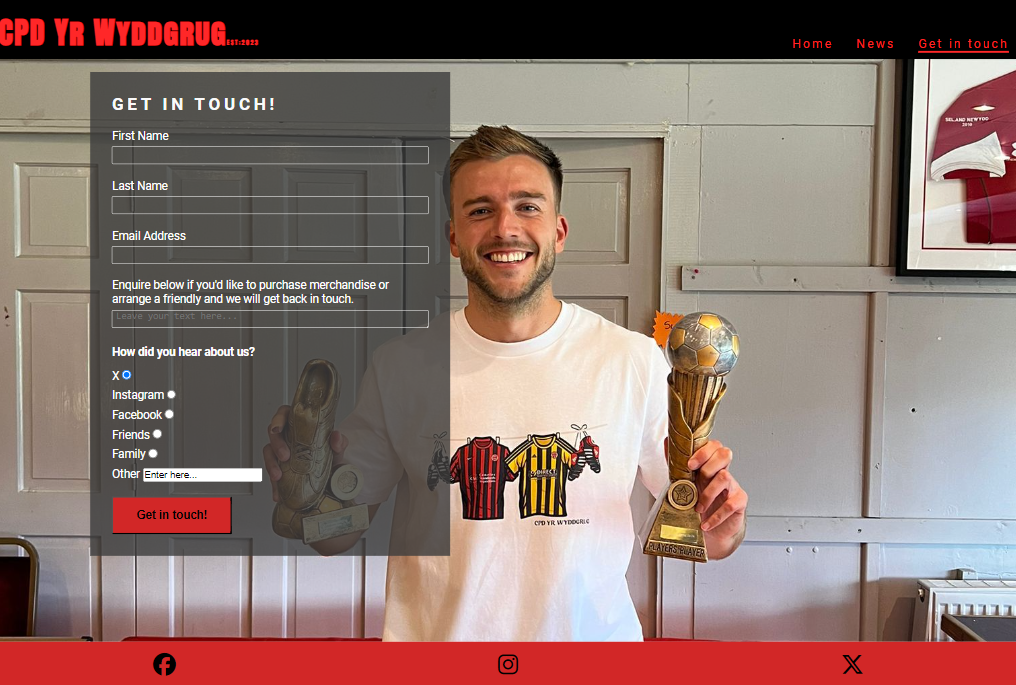 CPD YR WYDDGRUG EST:2023
Home News Get in touch
GET IN TOUCH!
First Name
Last Name
Email Address
Enquire below if you'd like to purchase merchandise or
arrange a friendly and we will get back in touch.
Leave your text here...
How did you hear about us?
X
Instagram
Facebook
Friends
Family
Other Enter here...
Get in touch!
SELAND NEWYDD
2018
CPD YR WYDDGRUG
PLAYERS PLAYER